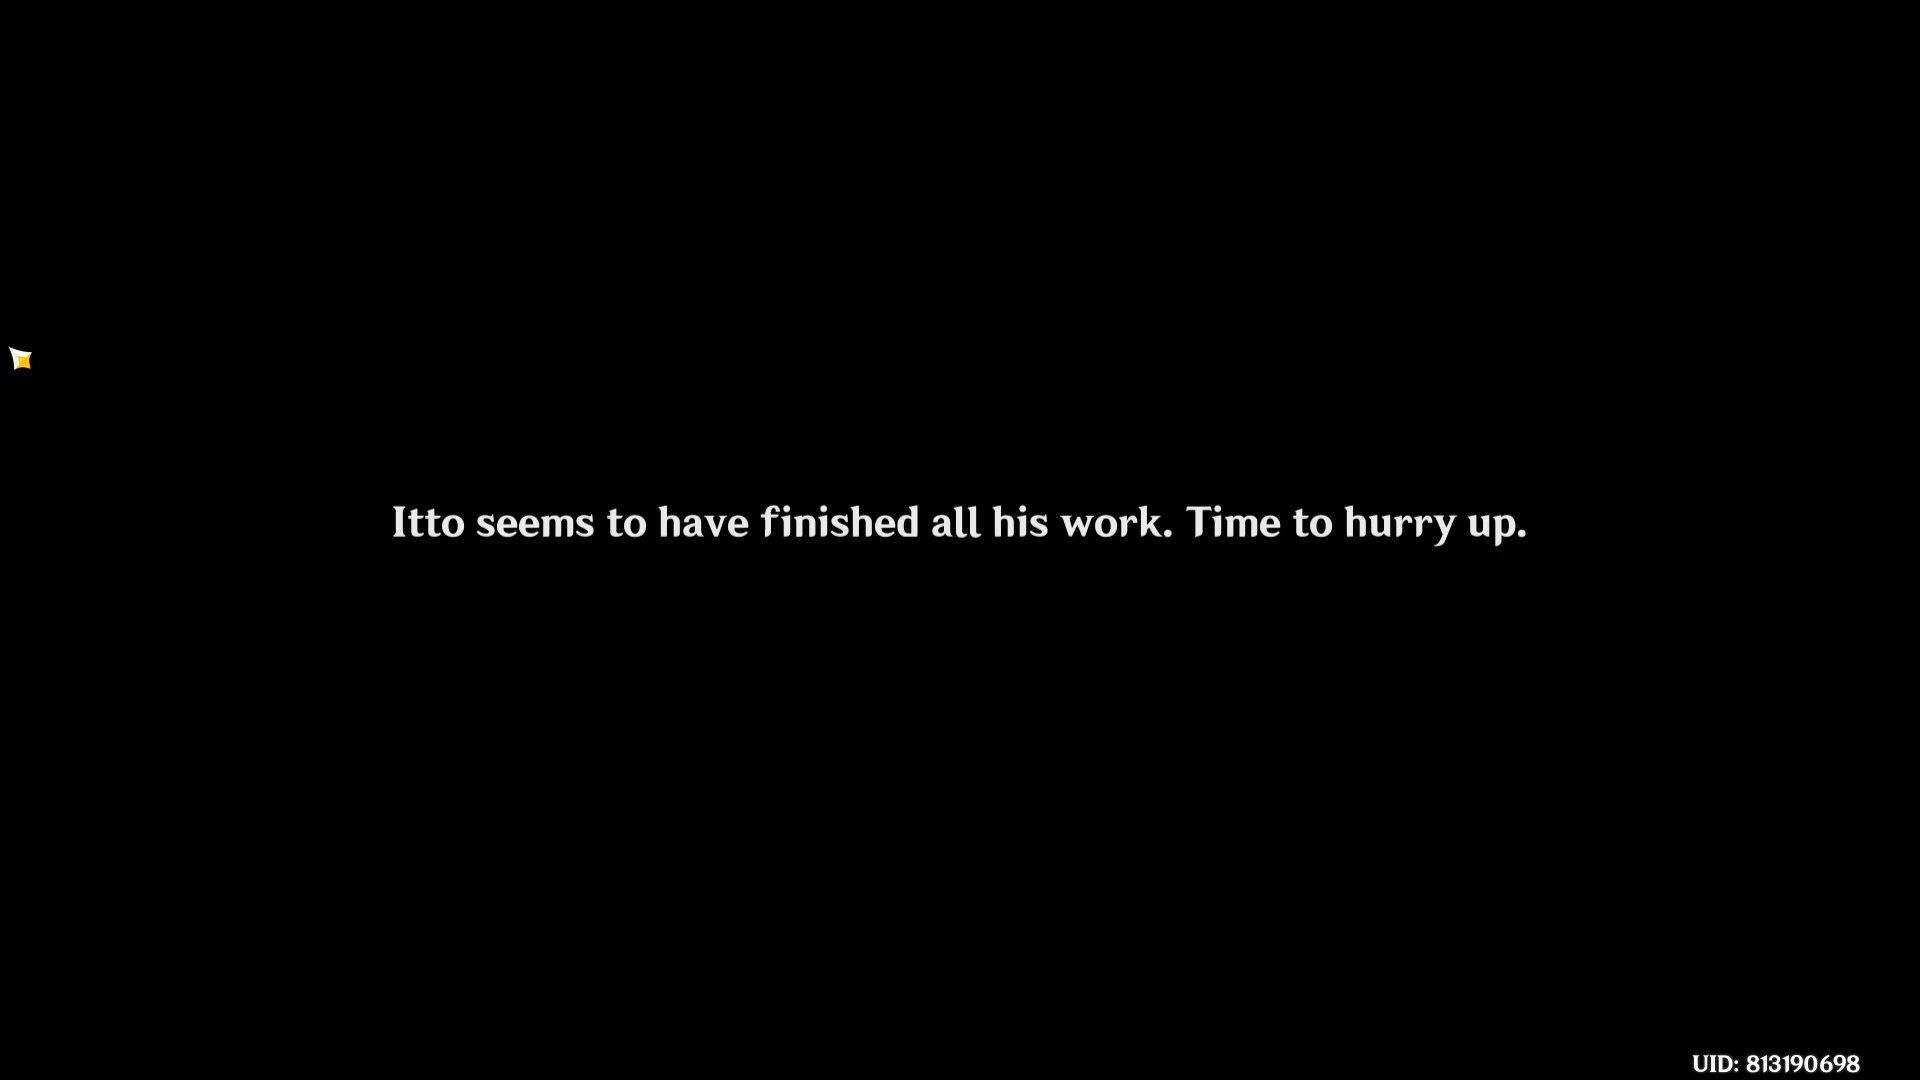 Itto seems to have finished all his work. Time to hurry up.
UID: 813190698